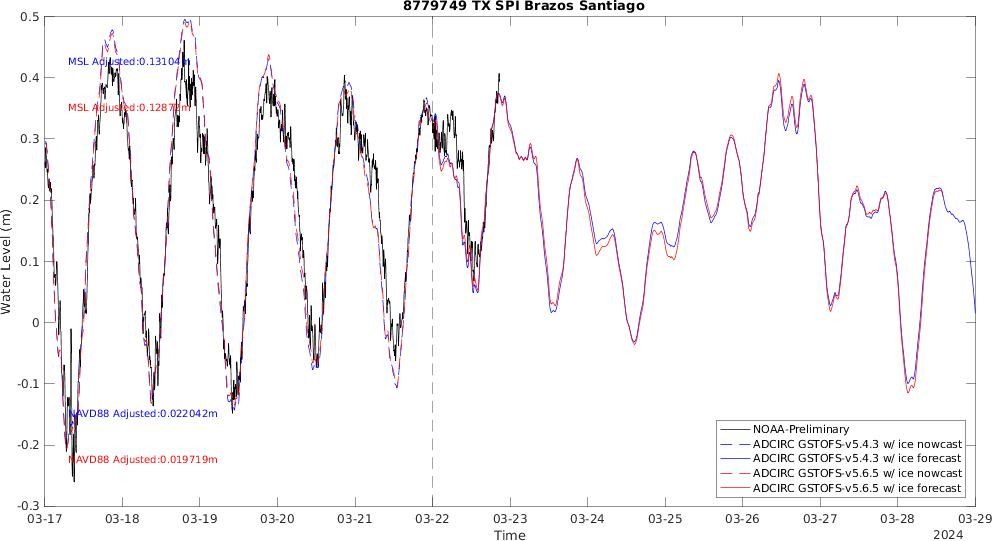 8779749 TX SPI Brazos Santiago
0.5
0.4
0.3
0.2
0.1
0
-0.1
-0.2
-0.3
Water Level (m)
MSL Adjusted:0.13104m
MSL Adjusted:0.12872m
NAVD88 Adjusted:0.022042m
NAVD88 Adjusted:0.019719m
NOAA-Preliminary
ADCIRC GSTOFS-v5.4.3 w/ ice nowcast
ADCIRC GSTOFS-v5.4.3 w/ ice forecast
ADCIRC GSTOFS-v5.6.5 w/ ice nowcast
ADCIRC GSTOFS-v5.6.5 w/ ice forecast
03-17 03-18 03-19 03-20 03-21 03-22 03-23 03-24 03-25 03-26 03-27 03-28 03-29
Time
2024